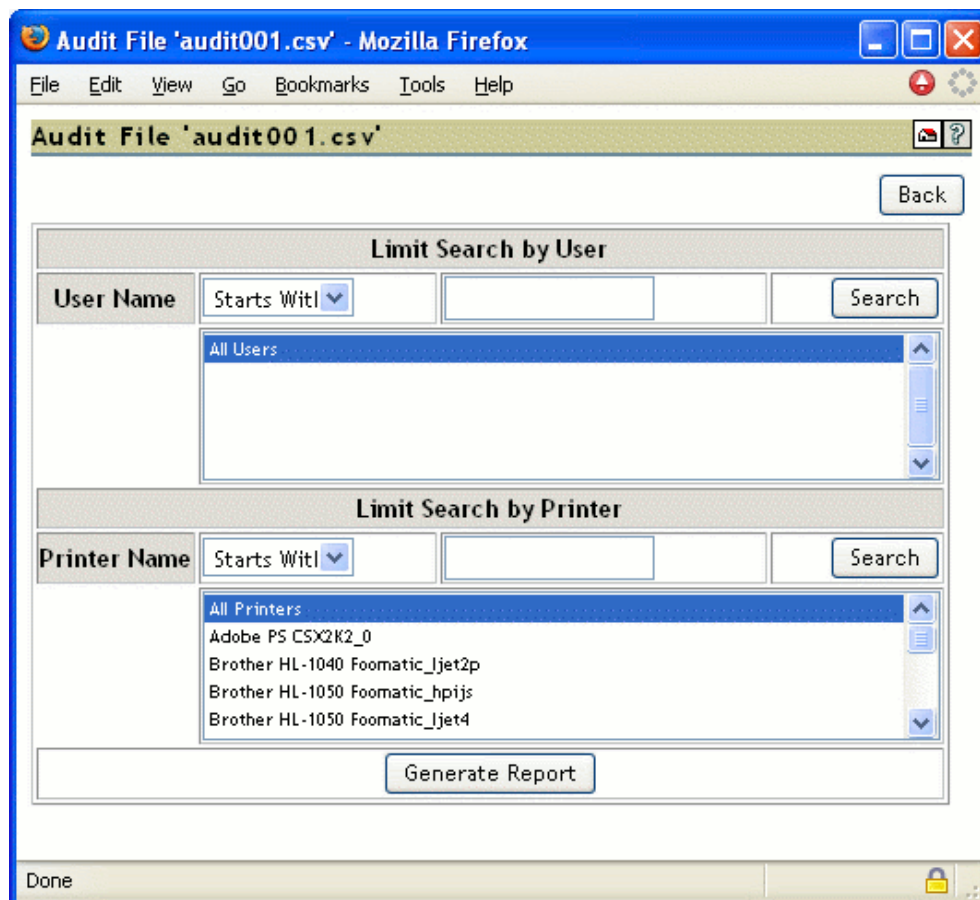 Audit File 'audit001.csv' - Mozilla Firefox
File Edit View Go Bookmarks Tools Help
Audit File 'audit001.csv'
?
Back
Limit Search by User
User Name Starts Witl Search
All Users
Limit Search by Printer
Printer Name Starts Witl Search
All Printers
Adobe PS CSX2K2_0
Brother HL-1040 Foomatic_ljet2p
Brother HL-1050 Foomatic_hpijs
Brother HL-1050 Foomatic_ljet4
Generate Report
Done